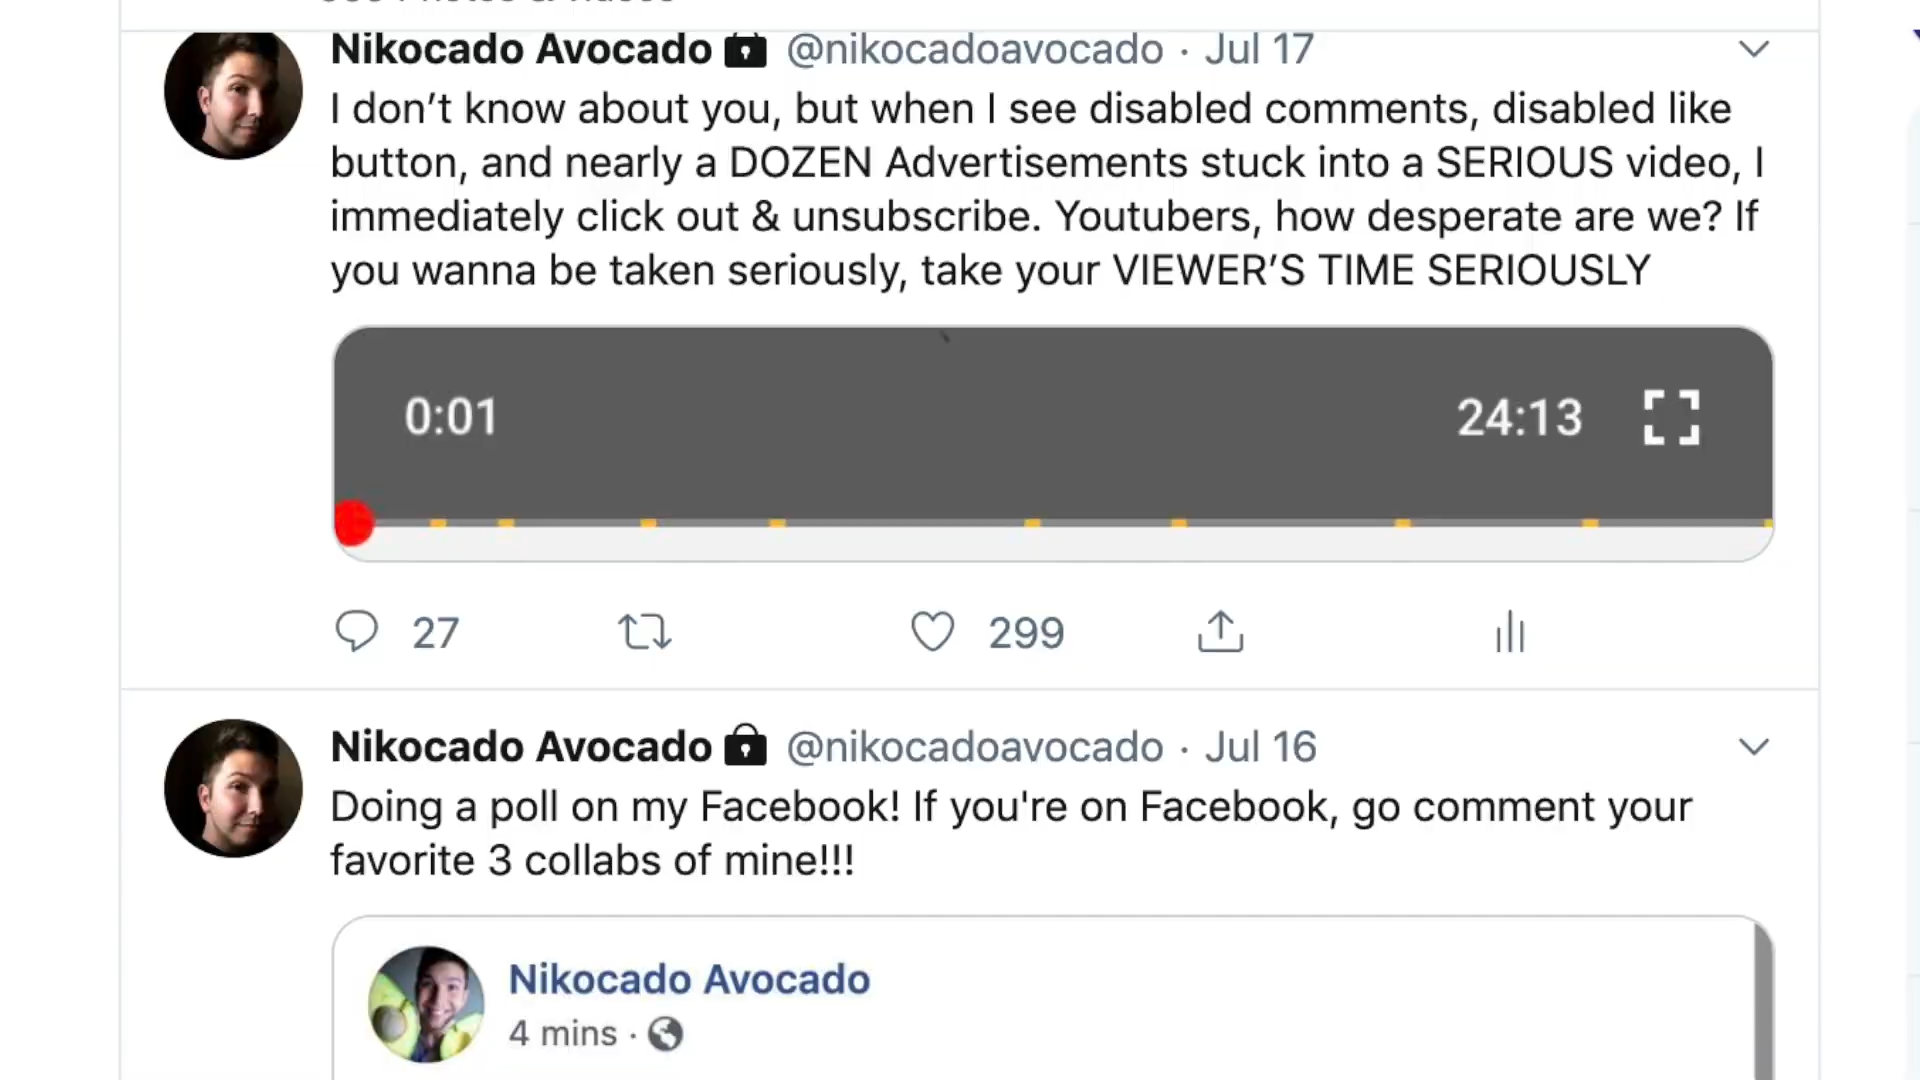 Nikocado Avocado @nikocadoavocado · Jul 17
I don’t know about you, but when I see disabled comments, disabled like
button, and nearly a DOZEN Advertisements stuck into a SERIOUS video, I
immediately click out & unsubscribe. Youtubers, how desperate are we? If
you wanna be taken seriously, take your VIEWER’S TIME SERIOUSLY
0:01 24:13
27 299
Nikocado Avocado @nikocadoavocado · Jul 16
Doing a poll on my Facebook! If you're on Facebook, go comment your
favorite 3 collabs of mine!!!
Nikocado Avocado
4 mins ·